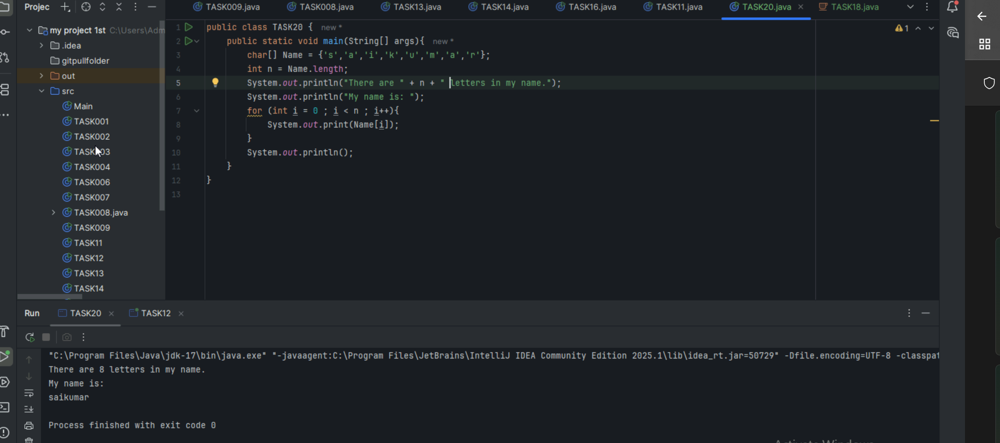 Projec
TASK009.java
TASK008.java
TASK13.java
TASK14.java
TASK16.java
TASK11.java
TASK20.java
TASK18.java
my project 1st C:\Users\Adm
.idea
gitpullfolder
out
src
Main
TASK001
TASK002
TASK004
TASK006
TASK007
TASK008.java
TASK009
TASK11
TASK12
TASK13
TASK14
1 public class TASK20 { new *
2 public static void main(String[] args){ new *
3 char[] Name = {'s','a','i','k','u','m','a','r'};
4 int n = Name.length;
5 System.out.println("There are " + n + " letters in my name.");
6 System.out.println("My name is: ");
7 for (int i = 0 ; i < n ; i++){
8 System.out.print(Name[i]);
9 }
10 System.out.println();
11 }
12 }
13
1
Run TASK20 TASK12
"C:\Program Files\Java\jdk-17\bin\java.exe" "-javaagent:C:\Program Files\JetBrains\IntelliJ IDEA Community Edition 2025.1\lib\idea_rt.jar=50729" -Dfile.encoding=UTF-8 -classpat
There are 8 letters in my name.
My name is:
saikumar
Process finished with exit code 0